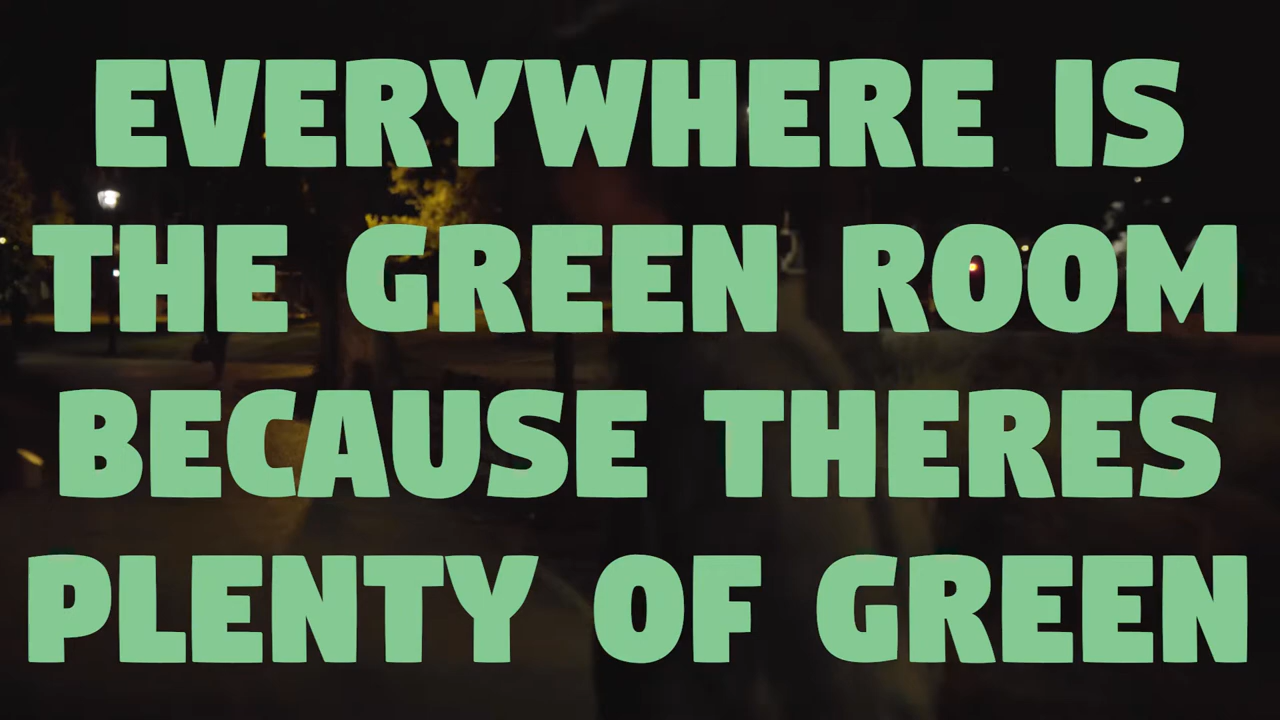 EVERYWHERE IS
THE GREEN ROOM
BECAUSE THERES
PLENTY OF GREEN